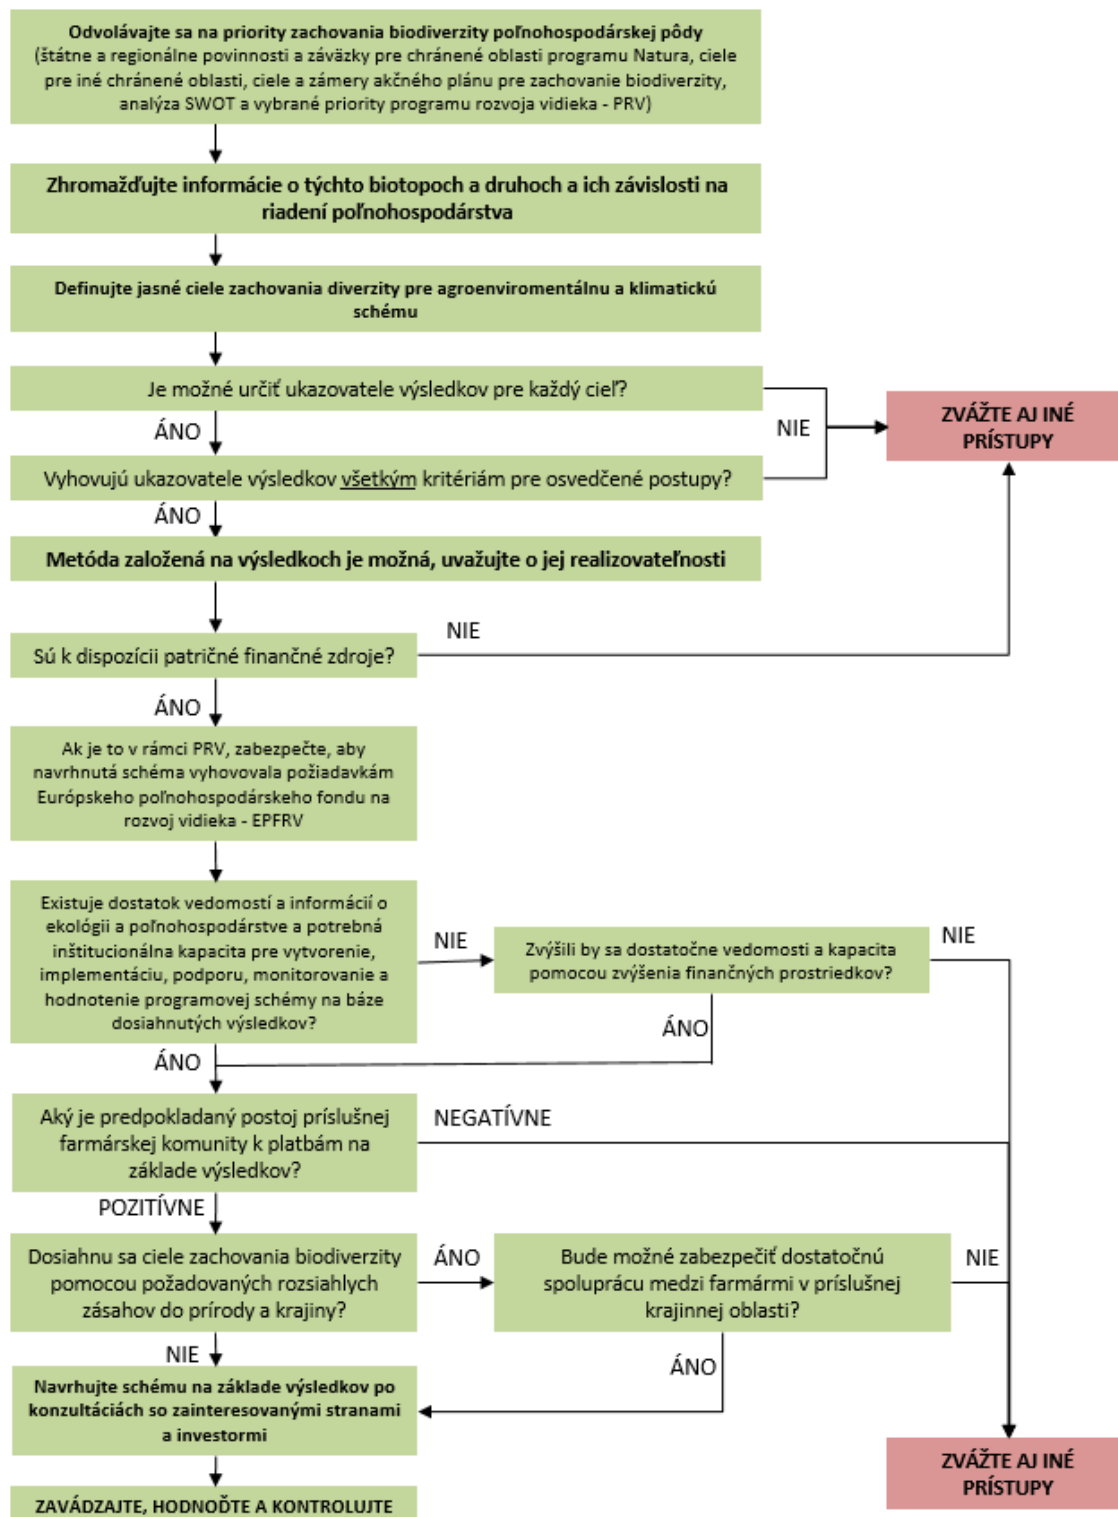 Odvolávajte sa na priority zachovania biodiverzity poľnohospodárskej pôdy
(štátne a regionálne povinnosti a záväzky pre chránené oblasti programu Natura, ciele
pre iné chránené oblasti, ciele a zámery akčného plánu pre zachovanie biodiverzity,
analýza SWOT a vybrané priority programu rozvoja vidieka - PRV)
Zhromažďujte informácie o týchto biotopoch a druhoch a ich závislosti na
riadení poľnohospodárstva
Definujte jasné ciele zachovania diverzity pre agroenviromentálnu a klimatickú
schému
Je možné určiť ukazovatele výsledkov pre každý cieľ?
ÁNO
NIE
ZVÁŽTE AJ INÉ
PRÍSTUPY
Vyhovujú ukazovatele výsledkov všetkým kritériám pre osvedčené postupy?
ÁNO
Metóda založená na výsledkoch je možná, uvažujte o jej realizovateľnosti
Sú k dispozícii patričné finančné zdroje?
NIE
ÁNO
Ak je to v rámci PRV, zabezpečte, aby
navrhnutá schéma vyhovovala požiadavkám
Európskeho poľnohospodárskeho fondu na
rozvoj vidieka - EPFRV
Existuje dostatok vedomostí a informácií o
ekológii a poľnohospodárstve a potrebná
inštitucionálna kapacita pre vytvorenie,
implementáciu, podporu, monitorovanie a
hodnotenie programovej schémy na báze
dosiahnutých výsledkov?
NIE
Zvýšili by sa dostatočne vedomosti a kapacita
pomocou zvýšenia finančných prostriedkov?
NIE
ÁNO
ÁNO
Aký je predpokladaný postoj príslušnej
farmárskej komunity k platbám na
základe výsledkov?
NEGATÍVNE
POZITÍVNE
Dosiahnu sa ciele zachovania biodiverzity
pomocou požadovaných rozsiahlych
zásahov do prírody a krajiny?
ÁNO
Bude možné zabezpečiť dostatočnú
spoluprácu medzi farmármi v príslušnej
krajinnej oblasti?
NIE
NIE
ÁNO
Navrhujte schému na základe výsledkov po
konzultáciách so zainteresovanými stranami
a investormi
ZVÁŽTE AJ INÉ
PRÍSTUPY
ZAVÁDZAJTE, HODNOĎTE A KONTROLUJTE